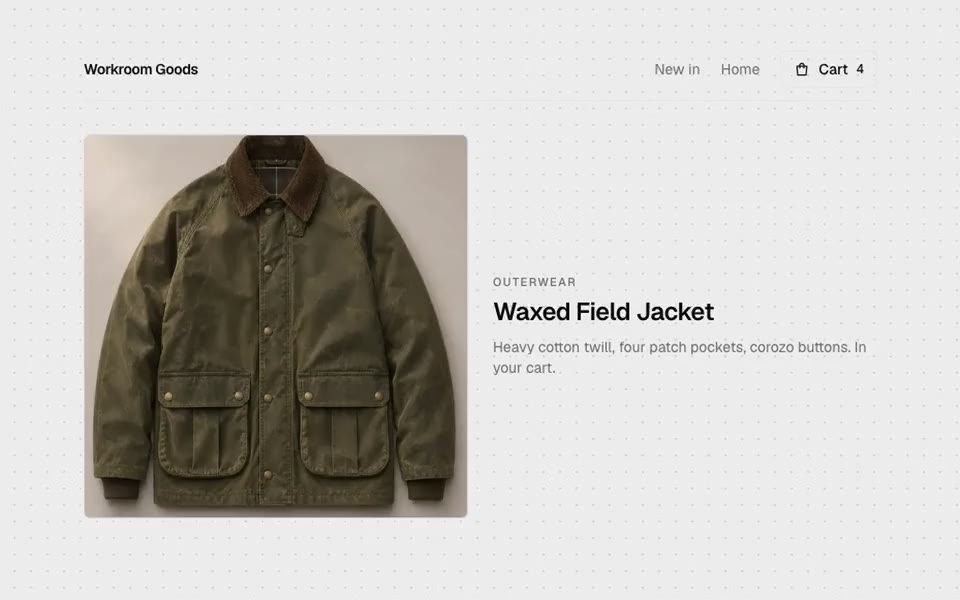 Workroom Goods
New in
Home
Cart 4
OUTERWEAR
Waxed Field Jacket
Heavy cotton twill, four patch pockets, corozo buttons. In
your cart.